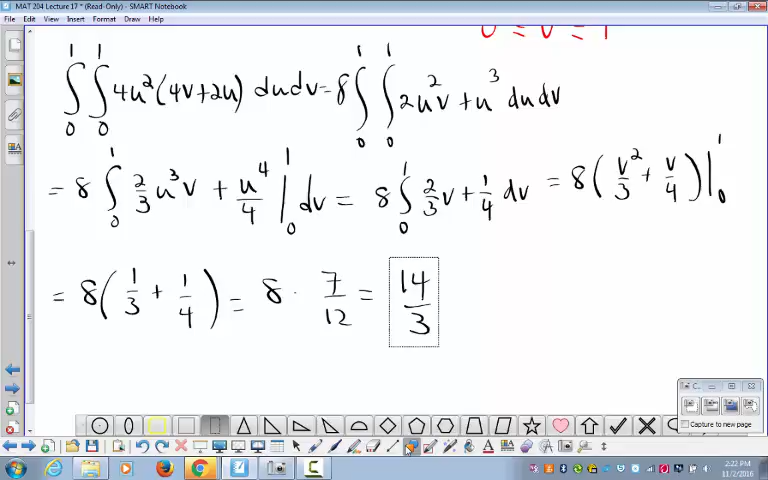 MAT 204 Lecture 17 * (Read-Only) - SMART Notebook
File Edit View Insert Format Draw Help
∫₀¹ ∫₀¹ 4u²(4v+2u) du dv = 8 ∫₀¹ ∫₀¹ 2u²v + u³ du dv
= 8 ∫₀¹ 2/3 u³v + u⁴/4 |₀¹ dv = 8 ∫₀¹ 2/3 v + 1/4 dv = 8(v²/3 + v/4)|₀¹
= 8(1/3 + 1/4) = 8 · 7/12 = 14/3
Capture to new page
2:22 PM
11/2/2016